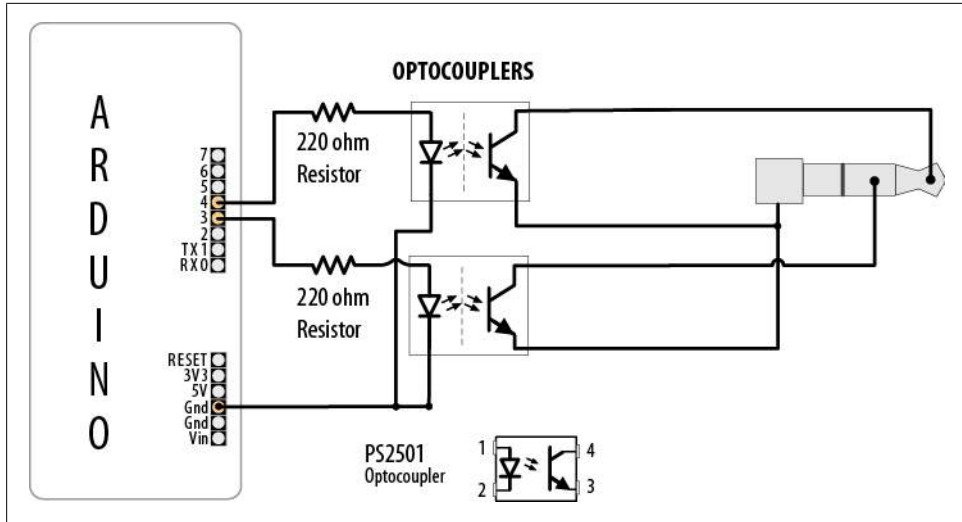 ARDUINO
7
6
5
4
3
2
TX 1
RX 0
RESET
3V3
5V
Gnd
Gnd
Vin
OPTOCOUPLERS
220 ohm
Resistor
220 ohm
Resistor
PS2501
Optocoupler
1
2
4
3